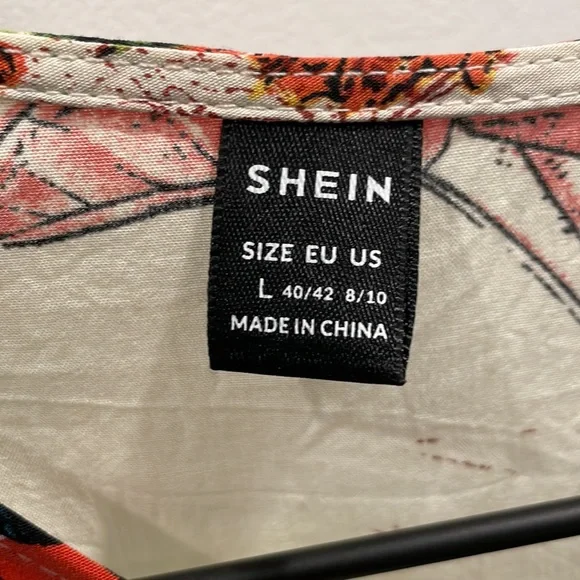 SHEIN
SIZE EU US
L 40/42 8/10
MADE IN CHINA